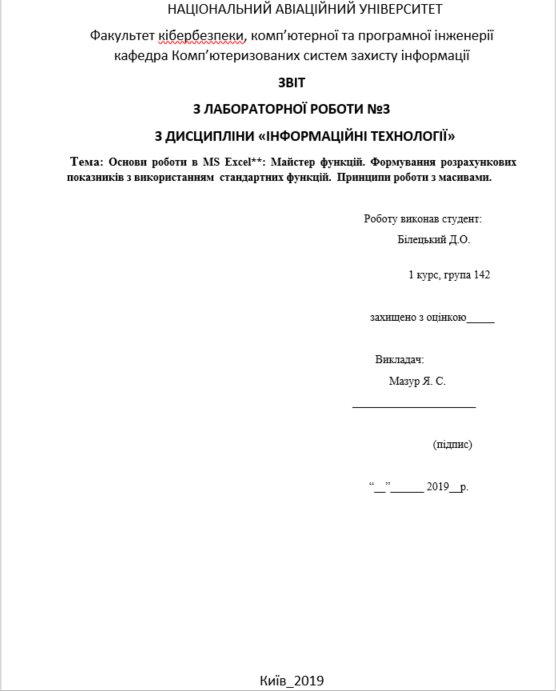 НАЦІОНАЛЬНИЙ АВІАЦІЙНИЙ УНІВЕРСИТЕТ
Факультет кібербезпеки, комп’ютерної та програмної інженерії
кафедра Комп’ютеризованих систем захисту інформації
ЗВІТ
З ЛАБОРАТОРНОЇ РОБОТИ №3
З ДИСЦИПЛІНИ «ІНФОРМАЦІЙНІ ТЕХНОЛОГІЇ»
Тема: Основи роботи в MS Excel**: Майстер функцій. Формування розрахункових
показників з використанням стандартних функцій. Принципи роботи з масивами.
Роботу виконав студент:
Білецький Д.О.
1 курс, група 142
захищено з оцінкою_____
Викладач:
Мазур Я. С.
______________________
(підпис)
“__”______ 2019__р.
Київ_2019